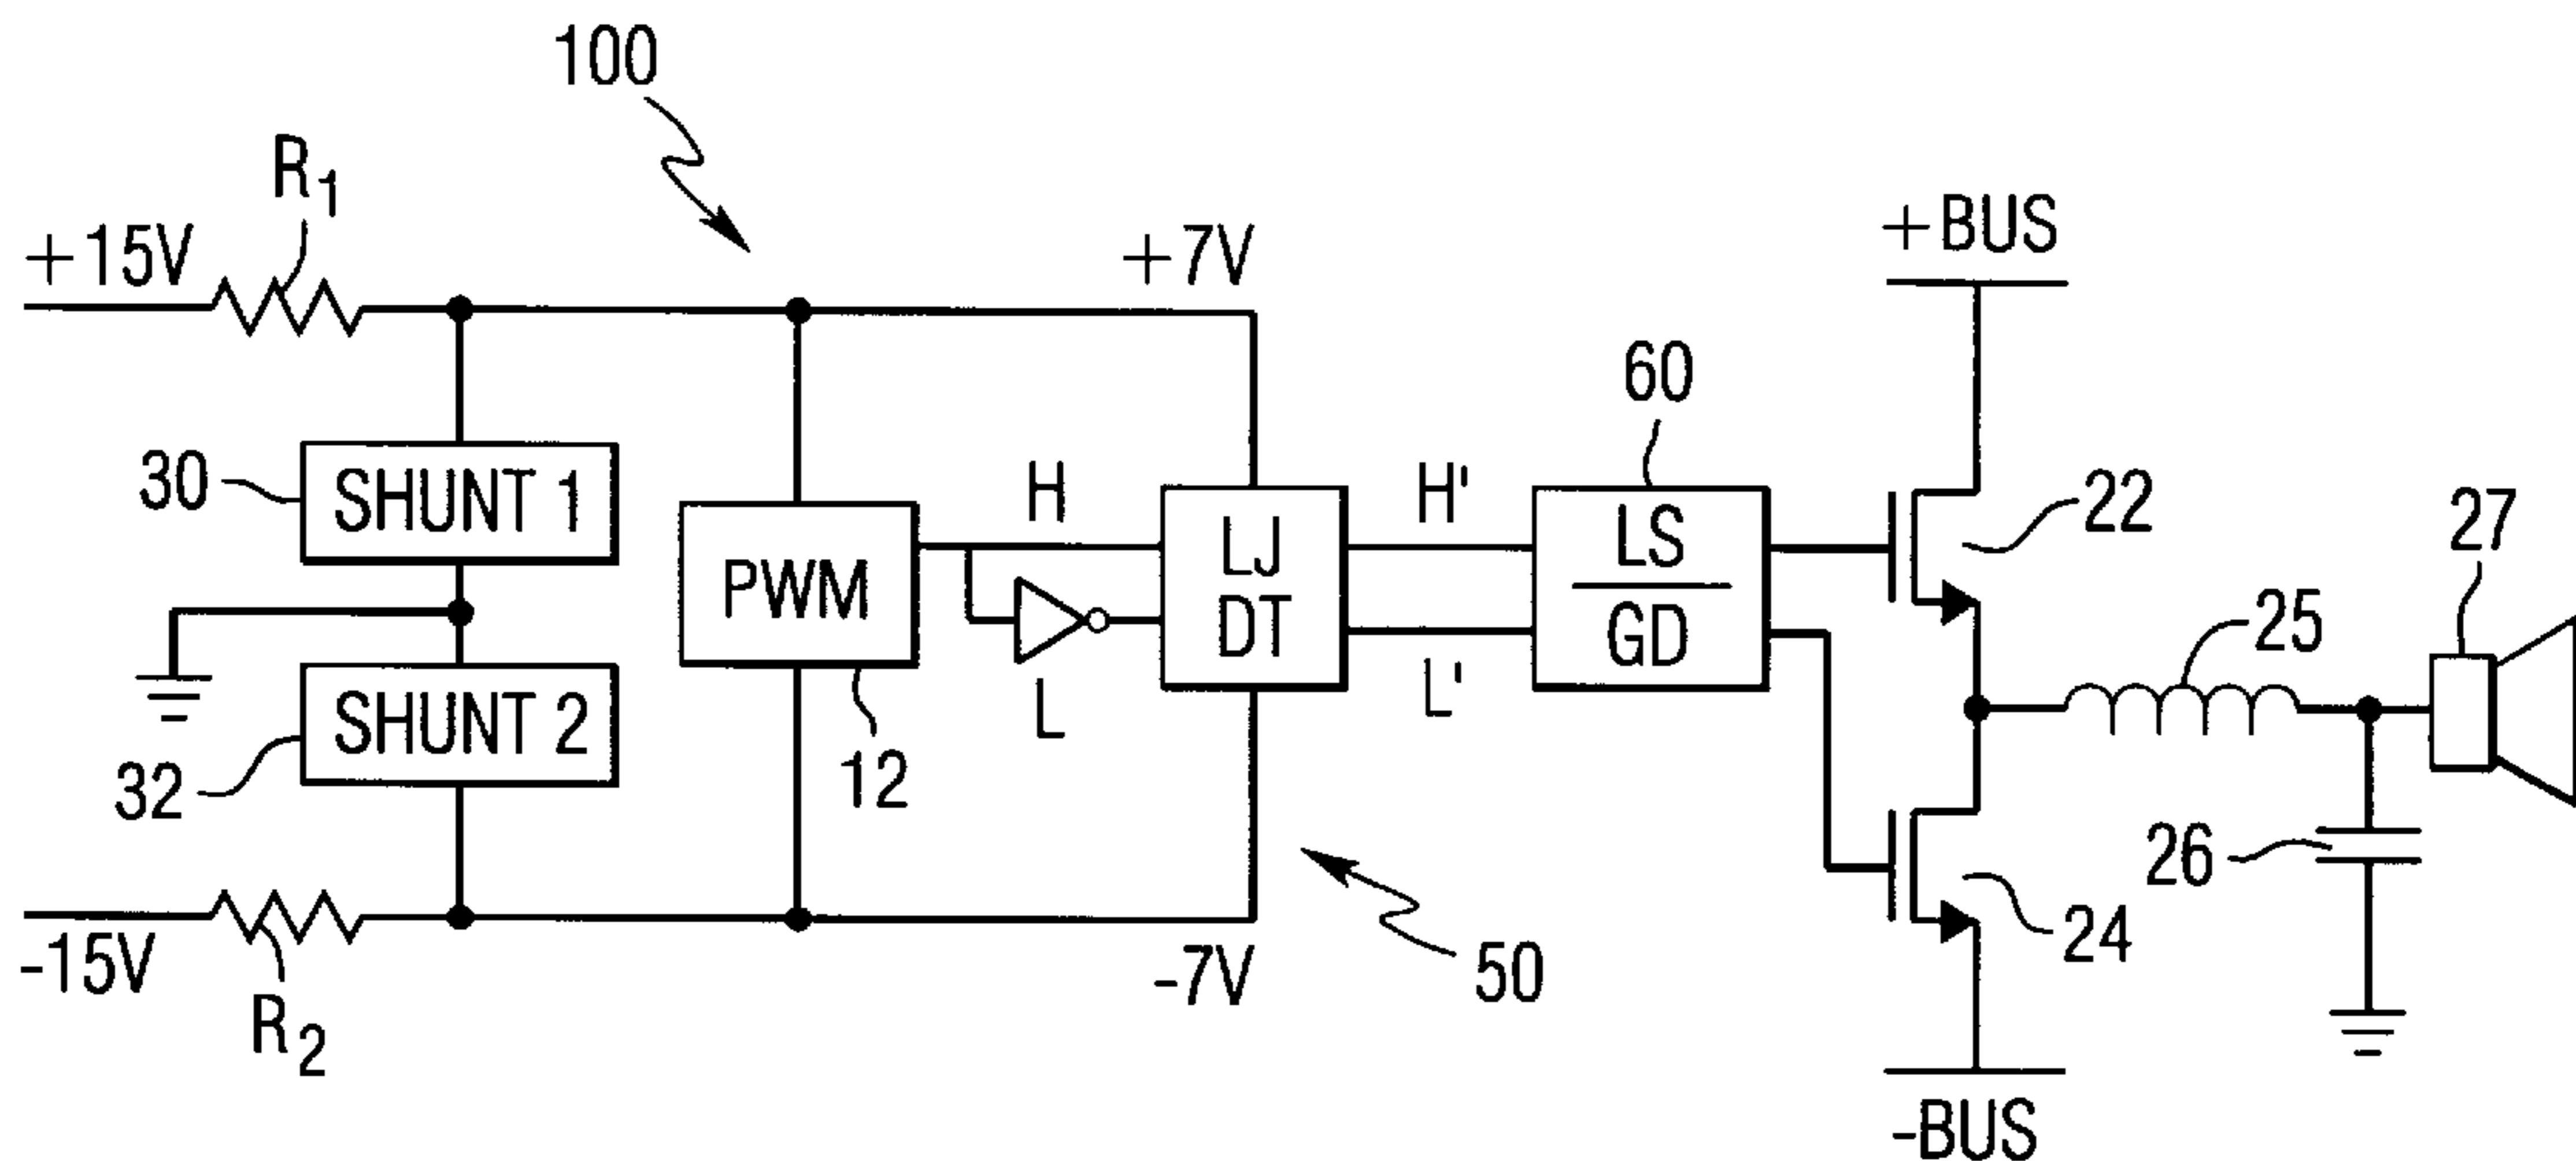 100
R1
+15V
+7V
+BUS
60
30
SHUNT 1
H
LJ
DT
H'
LS
GD
22
27
PWM
25
SHUNT 2
L
L'
32
12
26
24
-15V
-7V
50
R2
-BUS